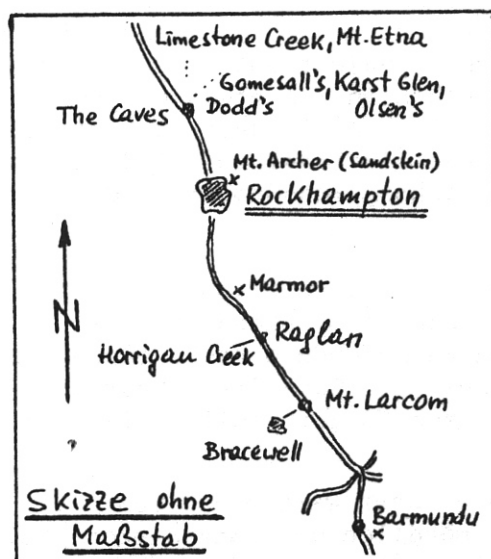 Limestone Creek, Mt. Etna
Gomesall's, Karst Glen,
Olsen's
Dodd's
The Caves
Mt. Archer (Sandskin)
Rockhampton
N
Marmor
Raglan
Horrigan Creek
Mt. Larcom
Bracewell
Skizze ohne
Maßstab
Barmundu